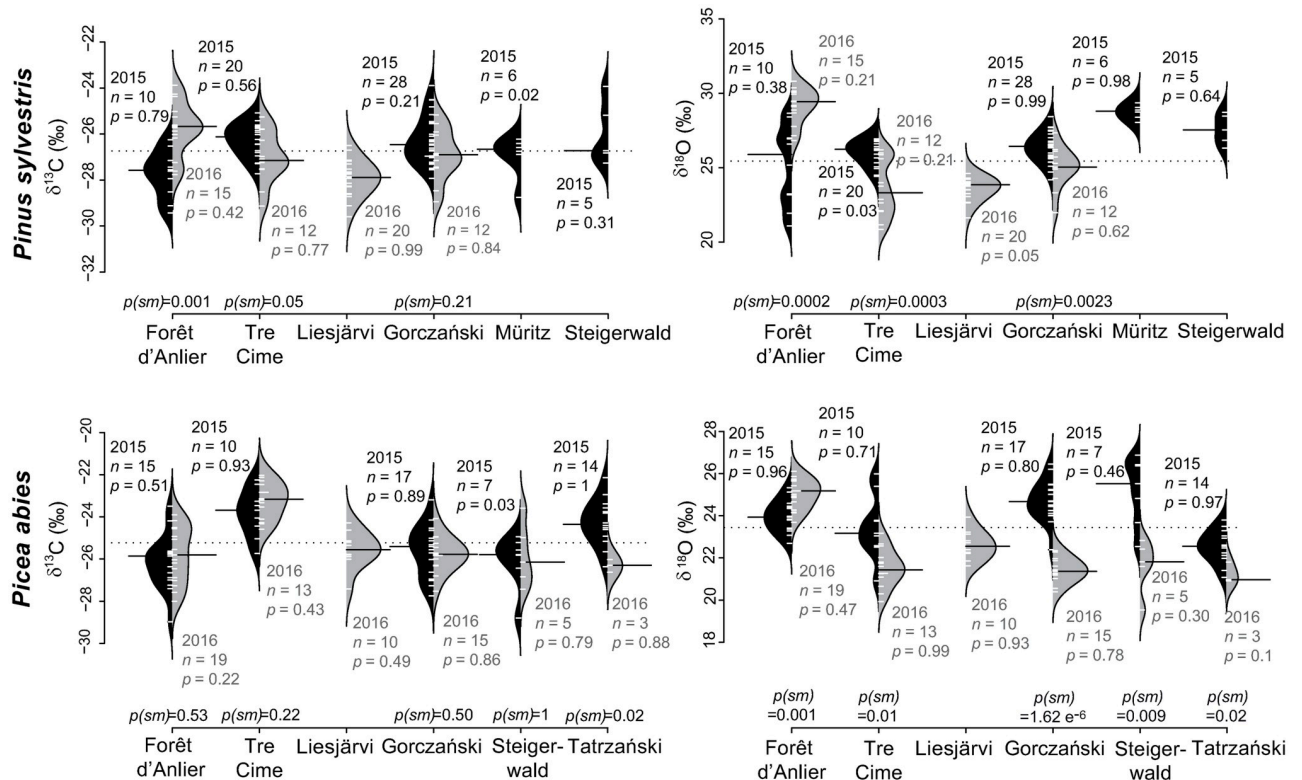 Pinus sylvestris
δ13C (‰)
−22
−24
−26
−28
−30
−32
2015
n = 10
p = 0.79
2016
n = 15
p = 0.42
2015
n = 20
p = 0.56
2016
n = 12
p = 0.77
2016
n = 20
p = 0.99
2015
n = 28
p = 0.21
2016
n = 12
p = 0.84
2015
n = 6
p = 0.02
2015
n = 5
p = 0.31
p(sm)=0.001
p(sm)=0.05
p(sm)=0.21
Forêt
d'Anlier
Tre
Cime
Liesjärvi
Gorczański
Müritz
Steigerwald
δ18O (‰)
35
30
25
20
2015
n = 10
p = 0.38
2016
n = 15
p = 0.21
2015
n = 20
p = 0.03
2016
n = 12
p = 0.21
2016
n = 20
p = 0.05
2015
n = 28
p = 0.99
2016
n = 12
p = 0.62
2015
n = 6
p = 0.98
2015
n = 5
p = 0.64
p(sm)=0.0002
p(sm)=0.0003
p(sm)=0.0023
Forêt
d'Anlier
Tre
Cime
Liesjärvi
Gorczański
Müritz
Steigerwald
Picea abies
δ13C (‰)
-20
-22
-24
-26
-28
-30
2015
n = 15
p = 0.51
2016
n = 19
p = 0.22
2015
n = 10
p = 0.93
2016
n = 13
p = 0.43
2016
n = 10
p = 0.49
2015
n = 17
p = 0.89
2016
n = 15
p = 0.86
2015
n = 7
p = 0.03
2016
n = 5
p = 0.79
2015
n = 14
p = 1
2016
n = 3
p = 0.88
p(sm)=0.53
p(sm)=0.22
p(sm)=0.50
p(sm)=1
p(sm)=0.02
Forêt
d'Anlier
Tre
Cime
Liesjärvi
Gorczański
Steiger-
wald
Tatrzański
δ 18O (‰)
28
26
24
22
20
18
2015
n = 15
p = 0.96
2016
n = 19
p = 0.47
2015
n = 10
p = 0.71
2016
n = 13
p = 0.99
2016
n = 10
p = 0.93
2015
n = 17
p = 0.80
2016
n = 15
p = 0.78
2015
n = 7
p = 0.46
2016
n = 5
p = 0.30
2015
n = 14
p = 0.97
2016
n = 3
p = 0.1
p(sm)
=0.001
p(sm)
=0.01
p(sm)
=1.62 e-6
p(sm)
=0.009
p(sm)
=0.02
Forêt
d'Anlier
Tre
Cime
Liesjärvi
Gorczański
Steiger-
wald
Tatrzański